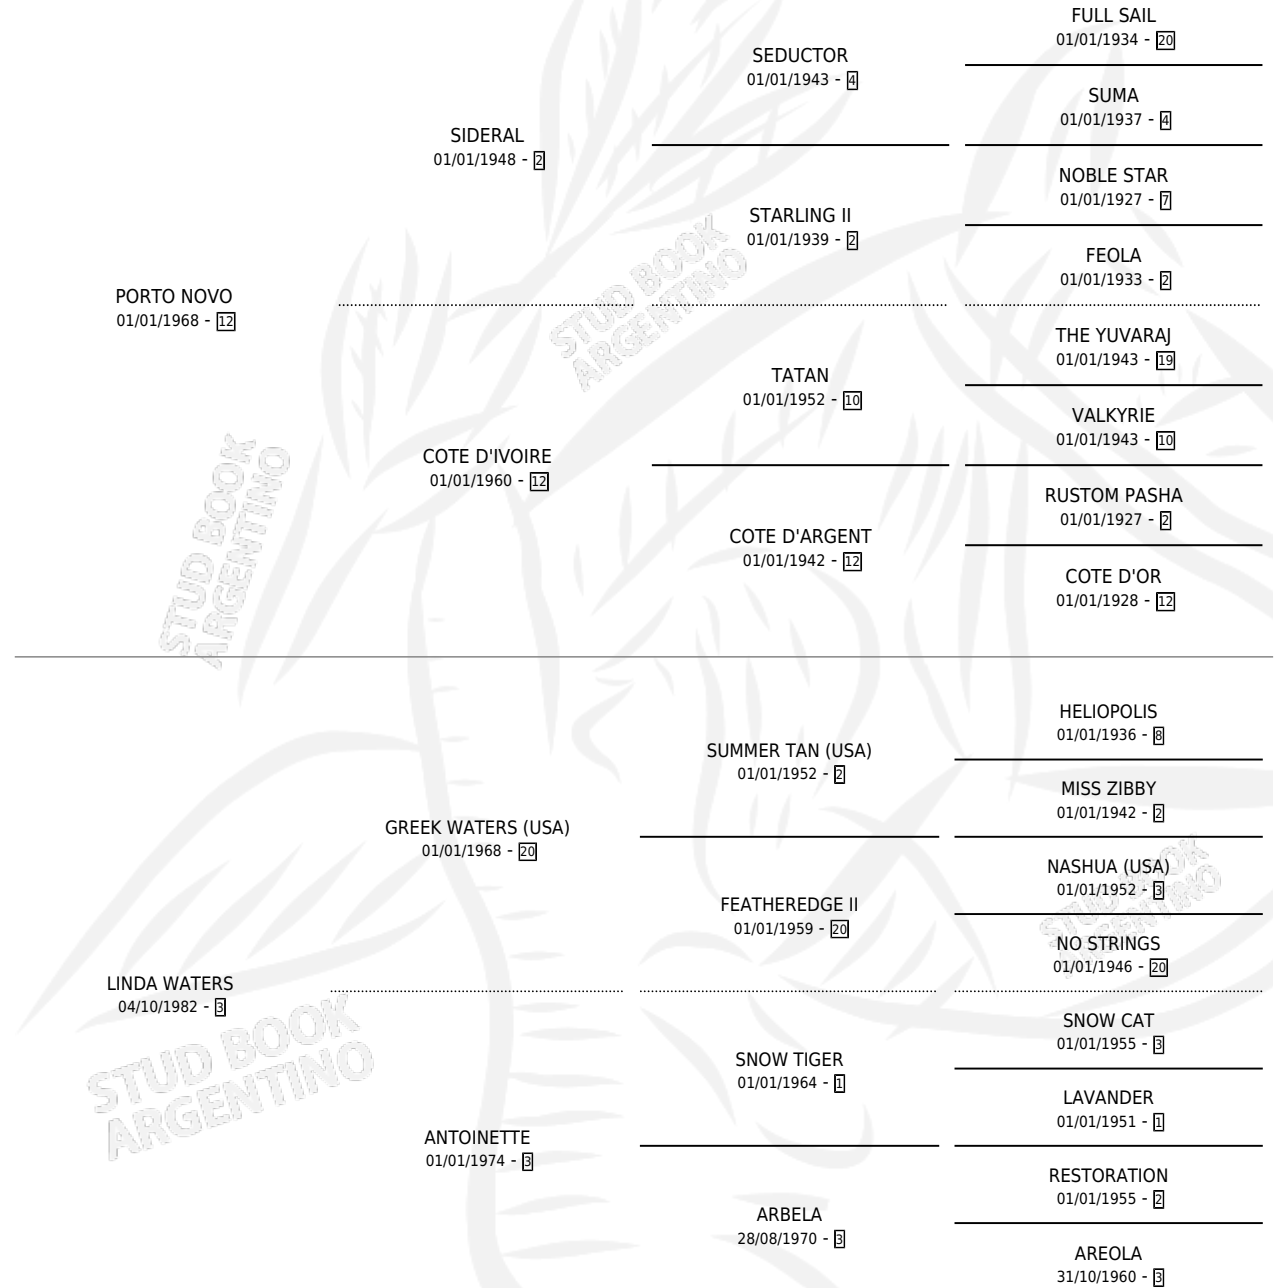 FULL SAIL
01/01/1934 - 20
SEDUCTOR
01/01/1943 - 4
SUMA
01/01/1937 - 4
SIDERAL
01/01/1948 - 2
NOBLE STAR
01/01/1927 - 7
STARLING II
01/01/1939 - 2
FEOLA
01/01/1933 - 2
PORTO NOVO
01/01/1968 - 12
THE YUVARAJ
01/01/1943 - 19
TATAN
01/01/1952 - 10
VALKYRIE
01/01/1943 - 10
COTE D'IVOIRE
01/01/1960 - 12
RUSTOM PASHA
01/01/1927 - 2
COTE D'ARGENT
01/01/1942 - 12
COTE D'OR
01/01/1928 - 12
STUD BOOK
ARGENTINO
STUD BOOK
ARGENTINO
HELIOPOLIS
01/01/1936 - 8
SUMMER TAN (USA)
01/01/1952 - 2
MISS ZIBBY
01/01/1942 - 2
GREEK WATERS (USA)
01/01/1968 - 20
NASHUA (USA)
01/01/1952 - 3
FEATHEREDGE II
01/01/1959 - 20
NO STRINGS
01/01/1946 - 20
LINDA WATERS
04/10/1982 - 3
SNOW CAT
01/01/1955 - 3
SNOW TIGER
01/01/1964 - 1
LAVANDER
01/01/1951 - 1
ANTOINETTE
01/01/1974 - 3
RESTORATION
01/01/1955 - 2
ARBELA
28/08/1970 - 3
AREOLA
31/10/1960 - 3
STUD BOOK
ARGENTINO
STUD BOOK
ARGENTINO